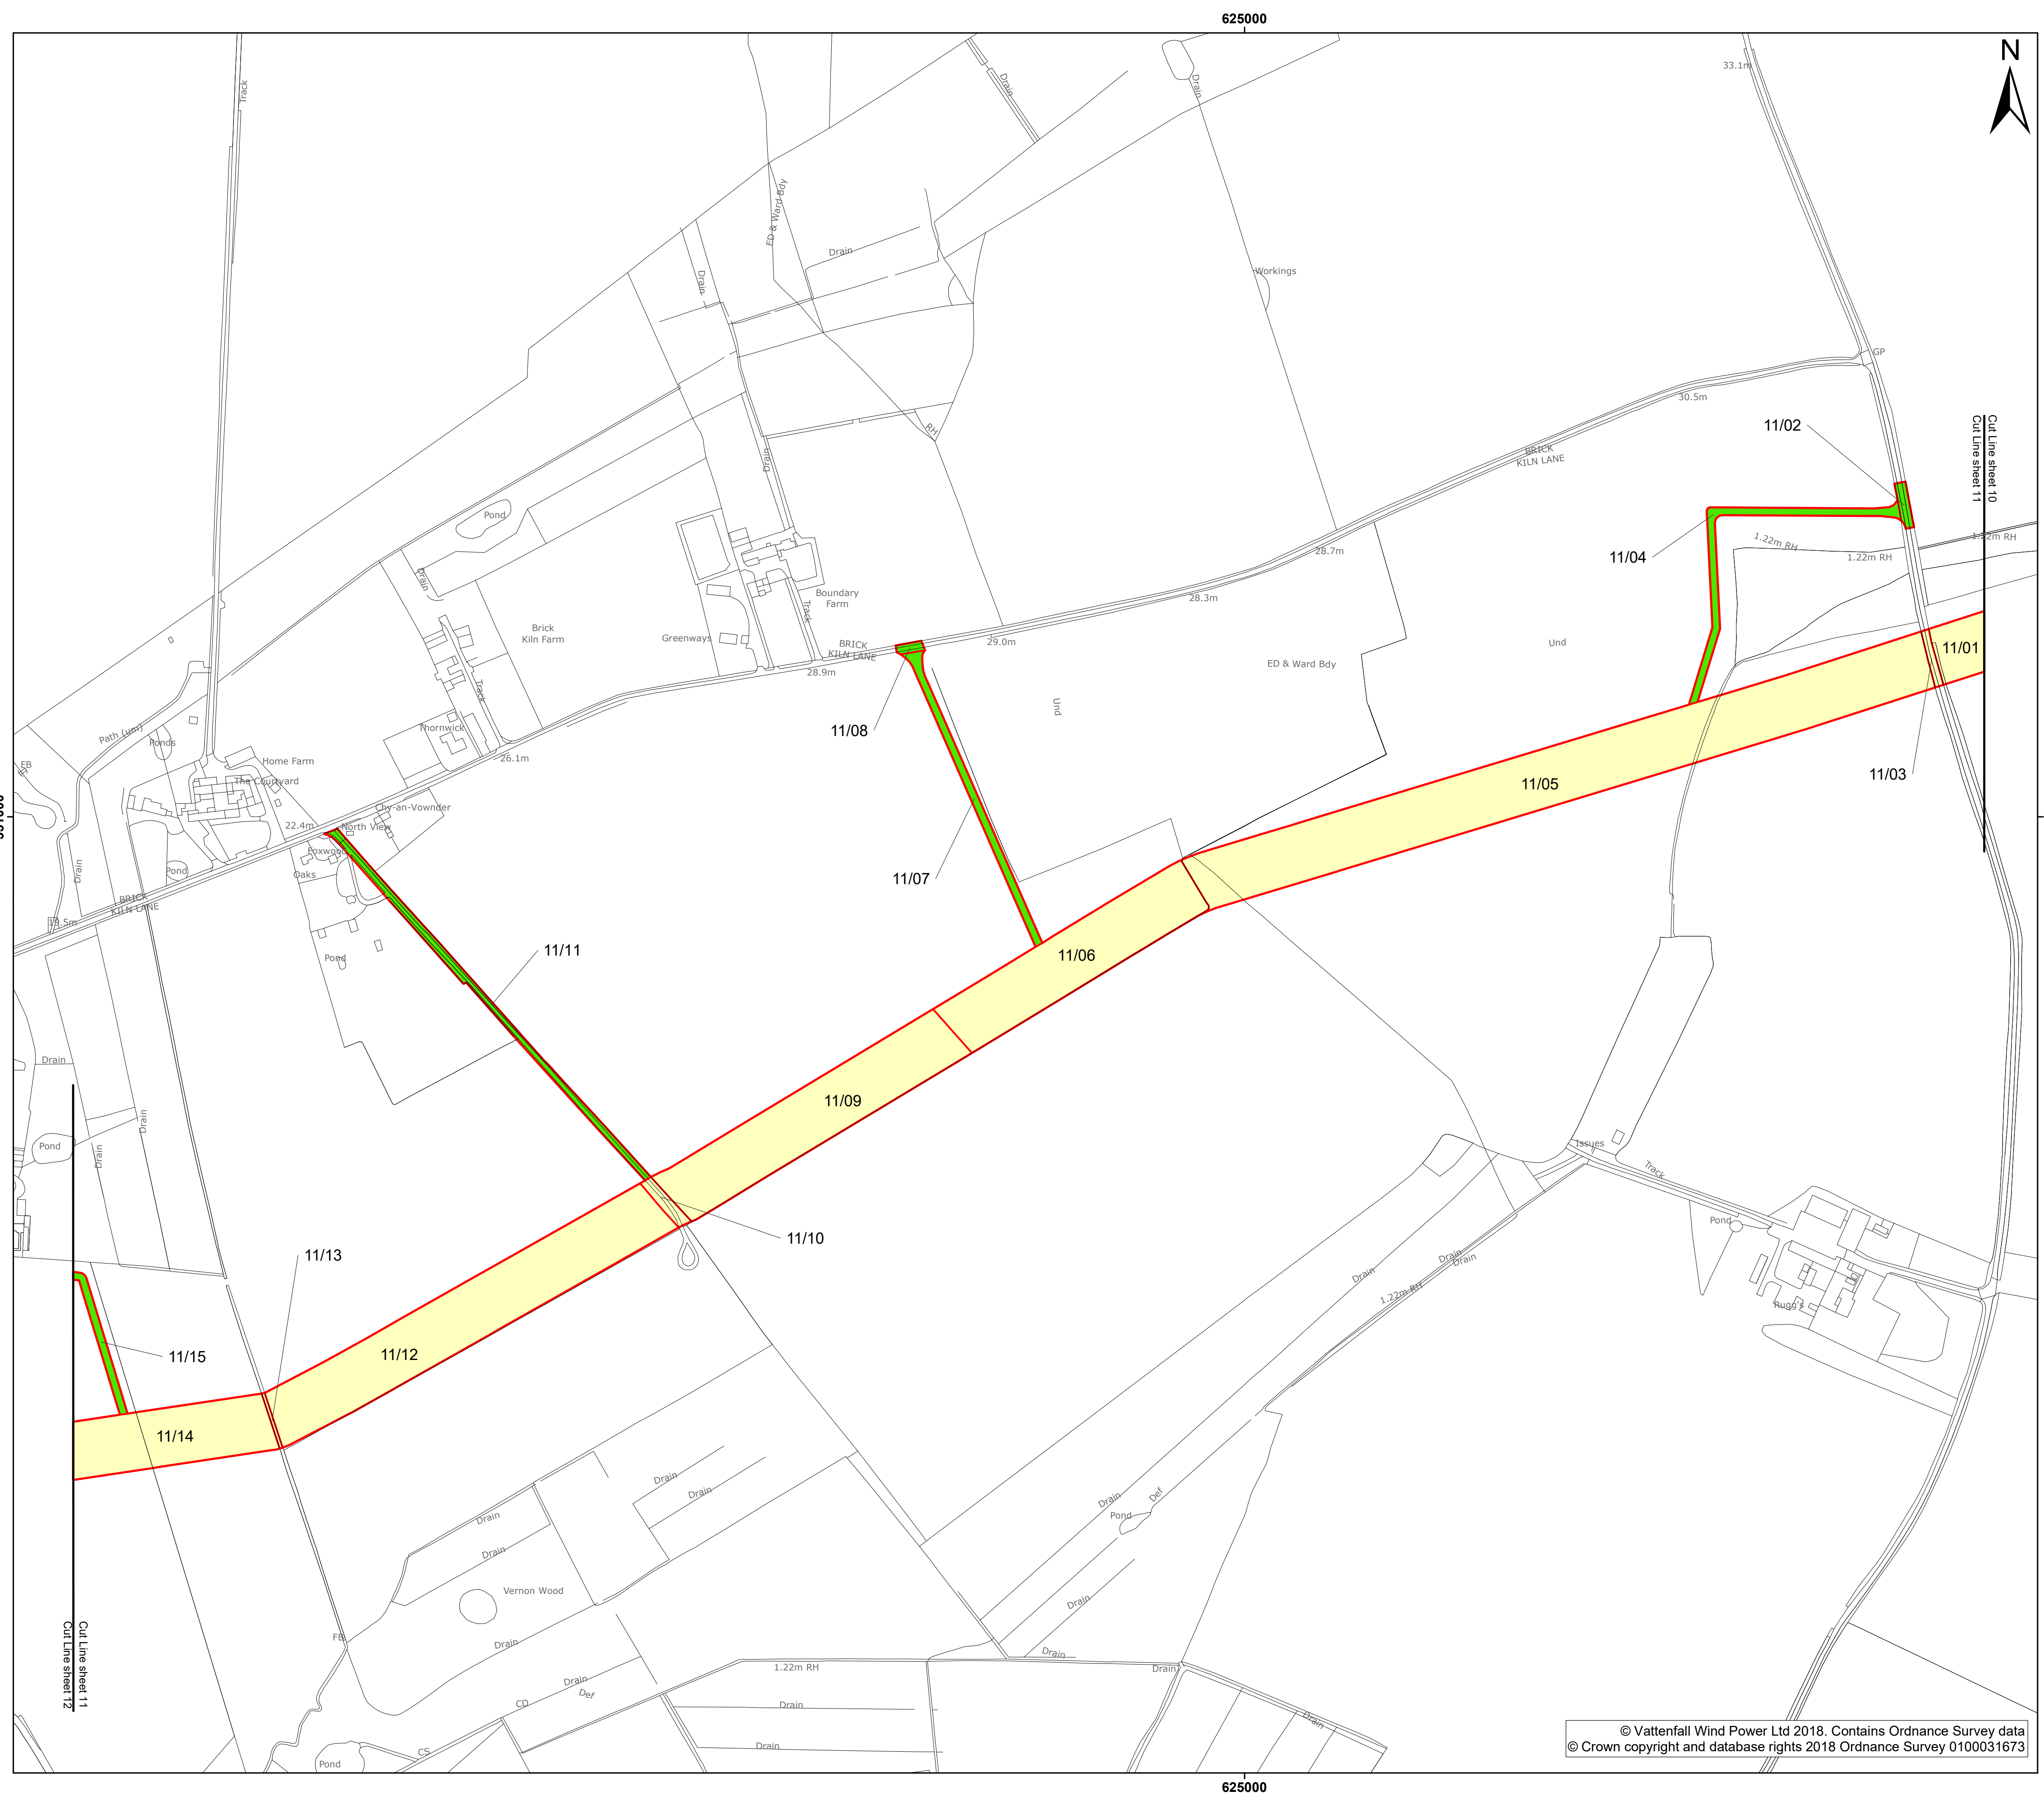 625000
N
Track
Drain
Drain
33.1m
ED & Ward Bdy
Drain
Drain
Workings
GP
30.5m
Cut Line sheet 10
Cut Line sheet 11
11/02
RH
BRICK
KILN LANE
Drain
Pond
1.22m RH
1.22m RH
1.22m RH
28.7m
11/04
Drain
Boundary
Farm
28.3m
Brick
Kiln Farm
Greenways
Track
BRICK
KILN LANE
29.0m
Und
11/01
ED & Ward Bdy
28.9m
Track
Und
Thornwick
11/08
Path (um)
Ponds
26.1m
Home Farm
FB
The Courtyard
11/03
11/05
Chy-an-Vownder
22.4m
North View
Foxwood
Pond
Oaks
Drain
11/07
BRICK
KILN LANE
11/11
11/06
Pond
Drain
11/09
Drain
Pond
Drain
Issues
Track
Pond
11/10
11/13
Drain
Drain
Drain
1.22m RH
Rugg's
11/15
11/12
11/14
Drain
Drain
Drain
Drain
Drain
Def
Pond
Vernon Wood
Drain
FB
Drain
Drain
1.22m RH
Drain
Drain
Cut Line sheet 11
Cut Line sheet 12
Def
CD
Drain
Drain
Drain
CS
Pond
© Vattenfall Wind Power Ltd 2018. Contains Ordnance Survey data
© Crown copyright and database rights 2018 Ordnance Survey 0100031673
625000